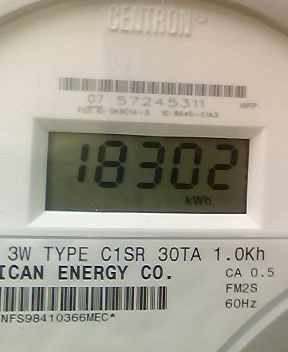 CENTRON®
07 57245311
HPP
18302
kWh
3W TYPE C1SR 30TA 1.0Kh
ICAN ENERGY CO.
CA 0.5
FM2S
60Hz
NFS98410366MEC*